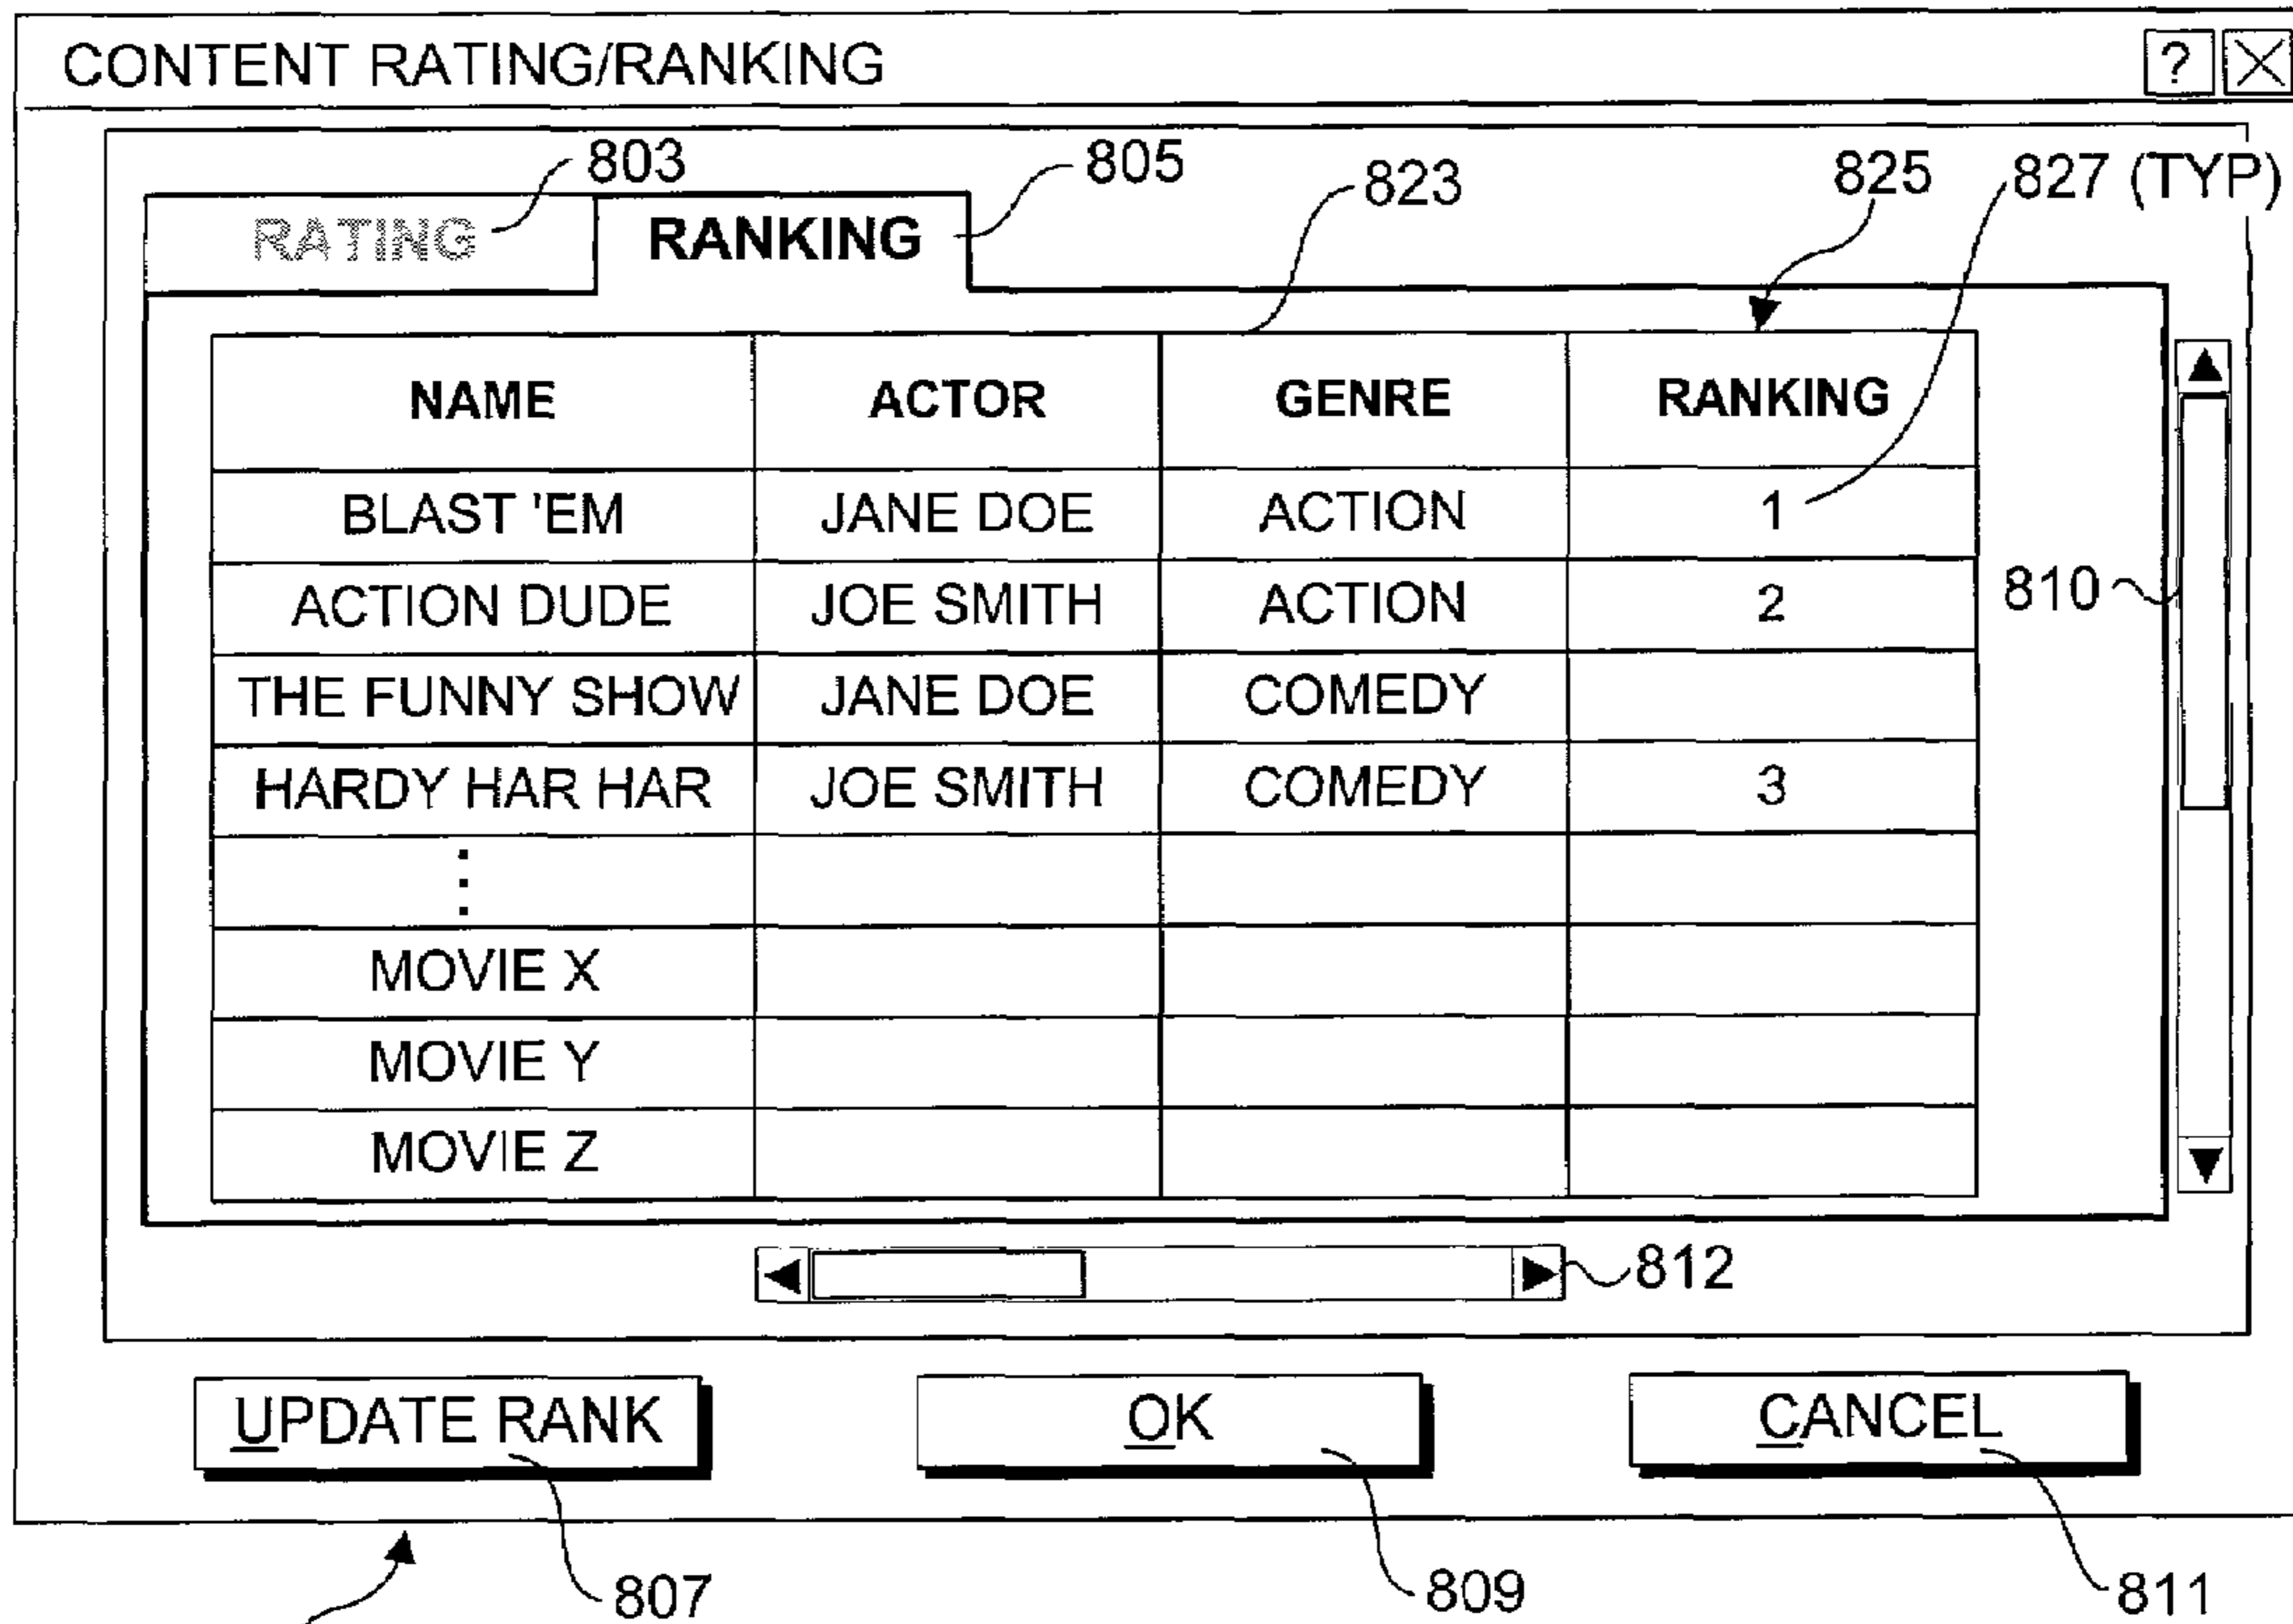 CONTENT RATING/RANKING ?
803 805 823 825 827 (TYP)
RATING RANKING
NAME ACTOR GENRE RANKING
BLAST 'EM JANE DOE ACTION 1
ACTION DUDE JOE SMITH ACTION 2 810
THE FUNNY SHOW JANE DOE COMEDY
HARDY HAR HAR JOE SMITH COMEDY 3
MOVIE X
MOVIE Y
MOVIE Z
812
UPDATE RANK OK CANCEL
807 809 811